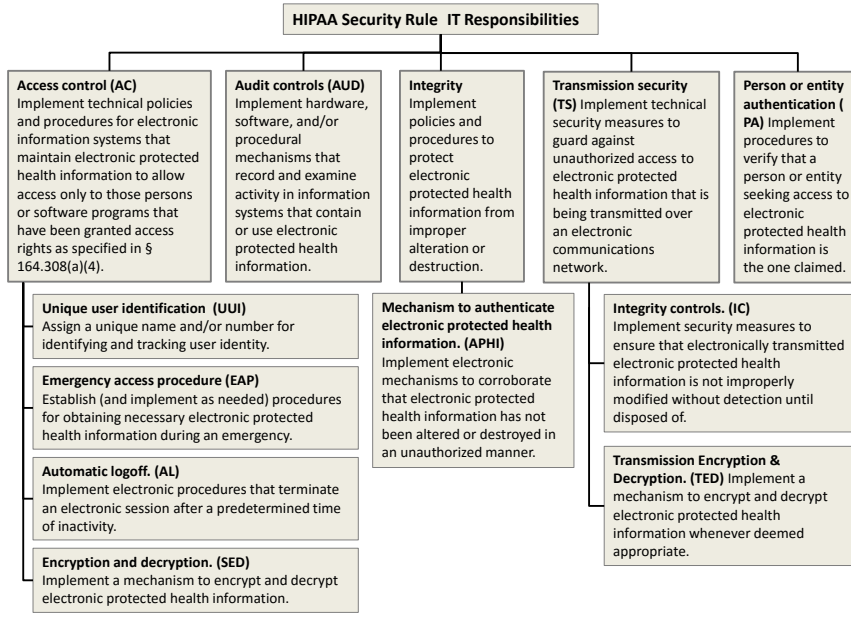 HIPAA Security Rule  IT Responsibilities
Access control (AC)
Implement technical policies
and procedures for electronic
information systems that
maintain electronic protected
health information to allow
access only to those persons
or software programs that
have been granted access
rights as specified in §
164.308(a)(4).
Audit controls (AUD)
Implement hardware,
software, and/or
procedural
mechanisms that
record and examine
activity in information
systems that contain
or use electronic
protected health
information.
Integrity
Implement
policies and
procedures to
protect
electronic
protected health
information from
improper
alteration or
destruction.
Transmission security
(TS) Implement technical
security measures to
guard against
unauthorized access to
electronic protected
health information that is
being transmitted over
an electronic
communications
network.
Person or entity
authentication (
PA) Implement
procedures to
verify that a
person or entity
seeking access to
electronic
protected health
information is
the one claimed.
Unique user identification  (UUI)
Assign a unique name and/or number for
identifying and tracking user identity.
Emergency access procedure (EAP)
Establish (and implement as needed) procedures
for obtaining necessary electronic protected
health information during an emergency.
Automatic logoff. (AL)
Implement electronic procedures that terminate
an electronic session after a predetermined time
of inactivity.
Encryption and decryption. (SED)
Implement a mechanism to encrypt and decrypt
electronic protected health information.
Mechanism to authenticate
electronic protected health
information. (APHI)
Implement electronic
mechanisms to corroborate
that electronic protected
health information has not
been altered or destroyed in
an unauthorized manner.
Integrity controls. (IC)
Implement security measures to
ensure that electronically transmitted
electronic protected health
information is not improperly
modified without detection until
disposed of.
Transmission Encryption &
Decryption. (TED) Implement a
mechanism to encrypt and decrypt
electronic protected health
information whenever deemed
appropriate.